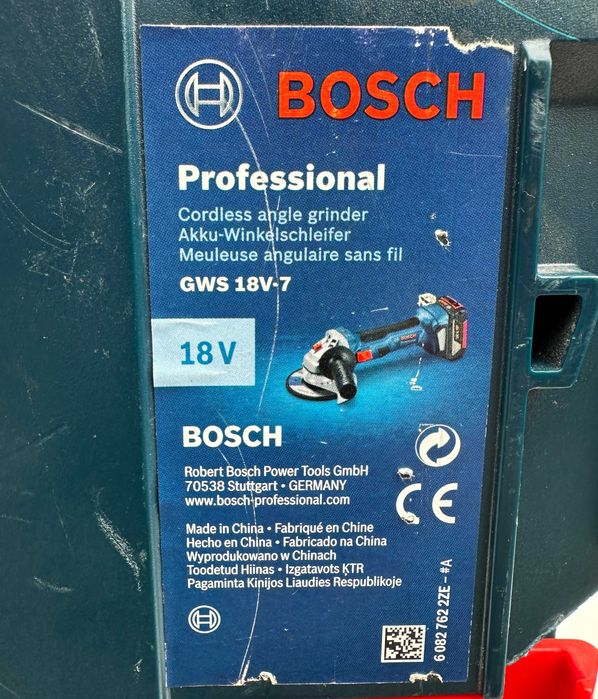 BOSCH
Professional
Cordless angle grinder
Akku-Winkelschleifer
Meuleuse angulaire sans fil
GWS 18V-7
18 V
BOSCH
BOSCH
Robert Bosch Power Tools GmbH
70538 Stuttgart • GERMANY
www.bosch-professional.com
CE
Made in China • Fabriqué en Chine
Hecho en China • Fabricado na China
Wyprodukowano w Chinach
Toodetud Hiinas • Izgatavots ĶTR
Pagaminta Kinijos Liaudies Respublikoje
6 082 762 2ZE – #A